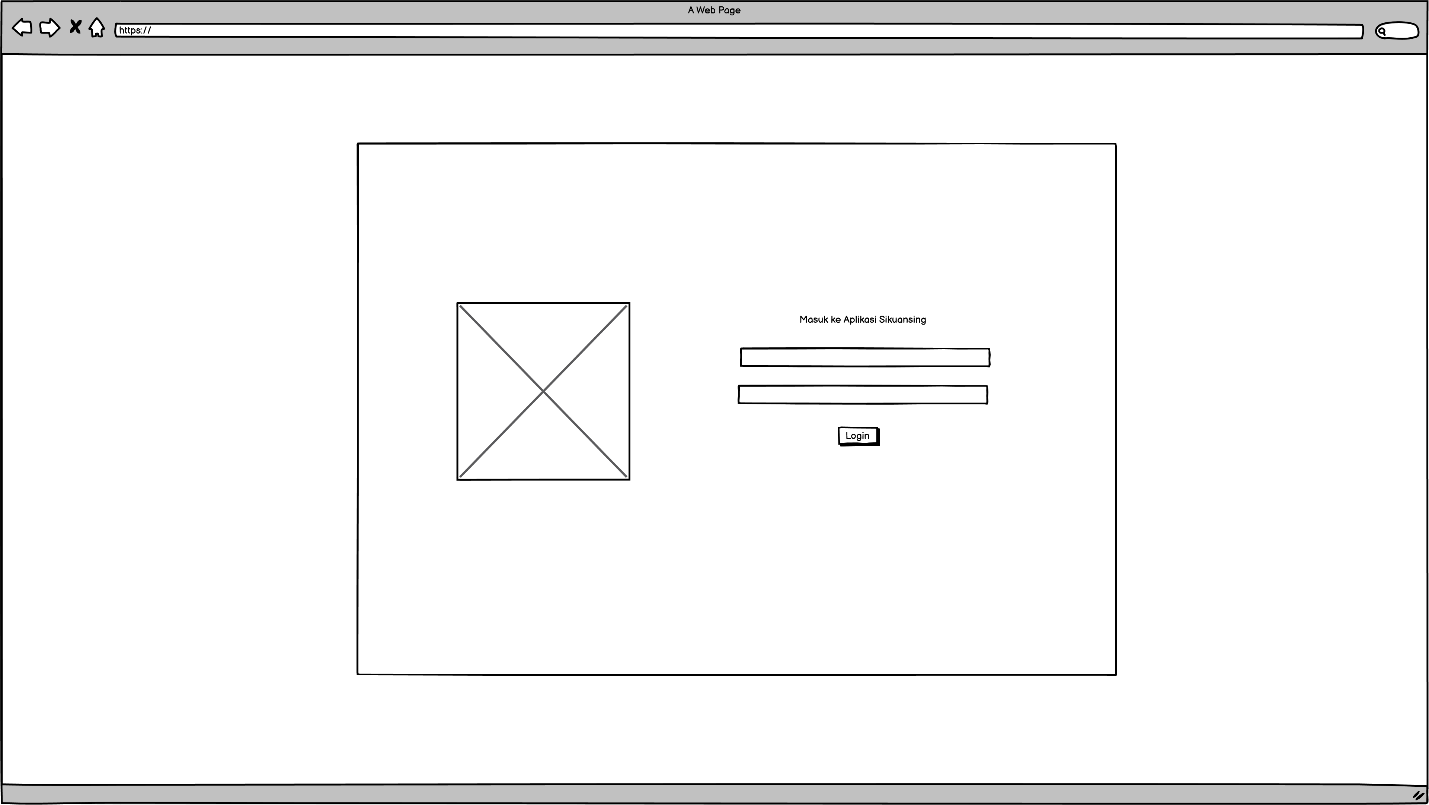 A Web Page
https://
Masuk ke Aplikasi Sikuansing
Login